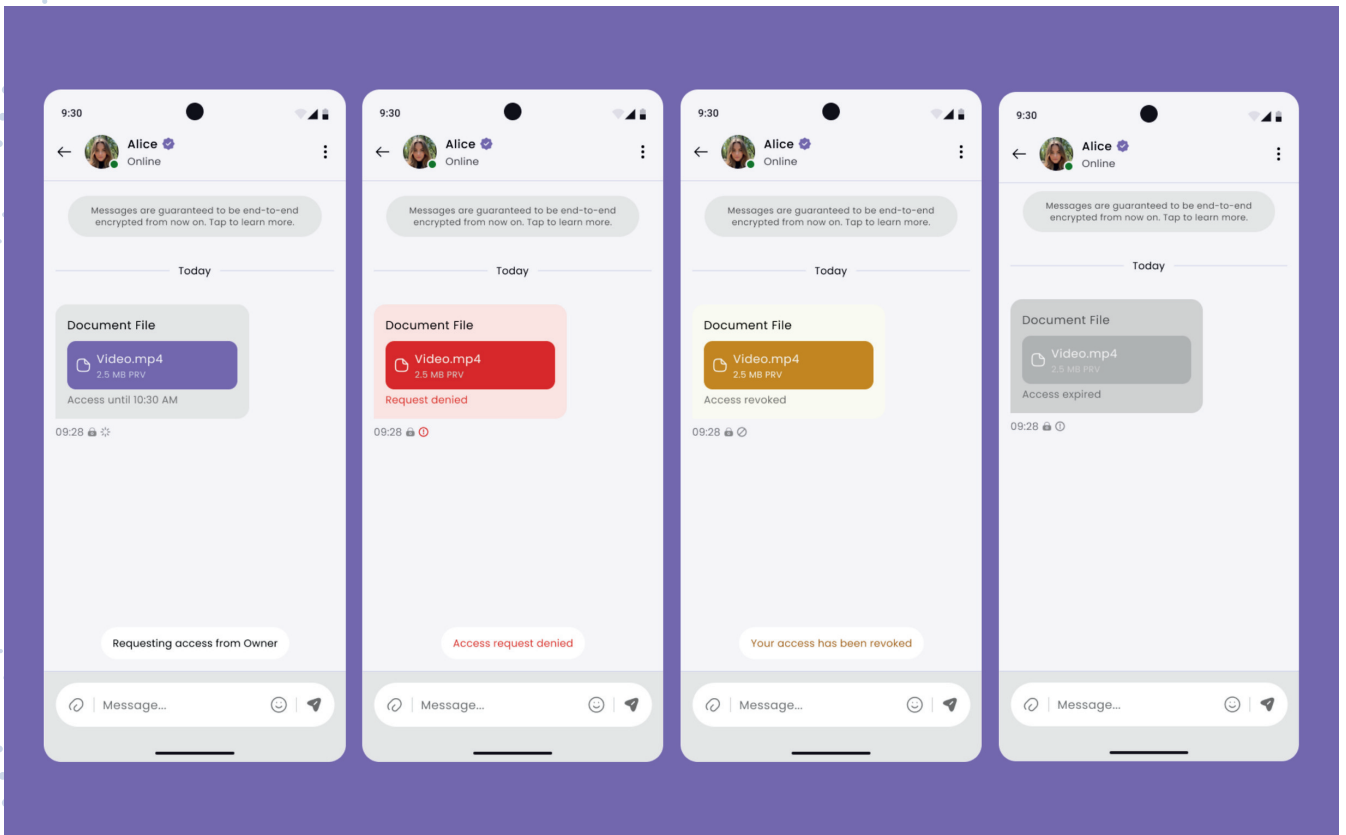 9:30
Alice
Online
Messages are guaranteed to be end-to-end
encrypted from now on. Tap to learn more.
Today
Document File
Video.mp4
2.5 MB PRV
Access until 10:30 AM
09:28
Requesting access from Owner
Message...
9:30
Alice
Online
Messages are guaranteed to be end-to-end
encrypted from now on. Tap to learn more.
Today
Document File
Video.mp4
2.5 MB PRV
Request denied
09:28
Access request denied
Message...
9:30
Alice
Online
Messages are guaranteed to be end-to-end
encrypted from now on. Tap to learn more.
Today
Document File
Video.mp4
2.5 MB PRV
Access revoked
09:28
Your access has been revoked
Message...
9:30
Alice
Online
Messages are guaranteed to be end-to-end
encrypted from now on. Tap to learn more.
Today
Document File
Video.mp4
2.5 MB PRV
Access expired
09:28
Message...